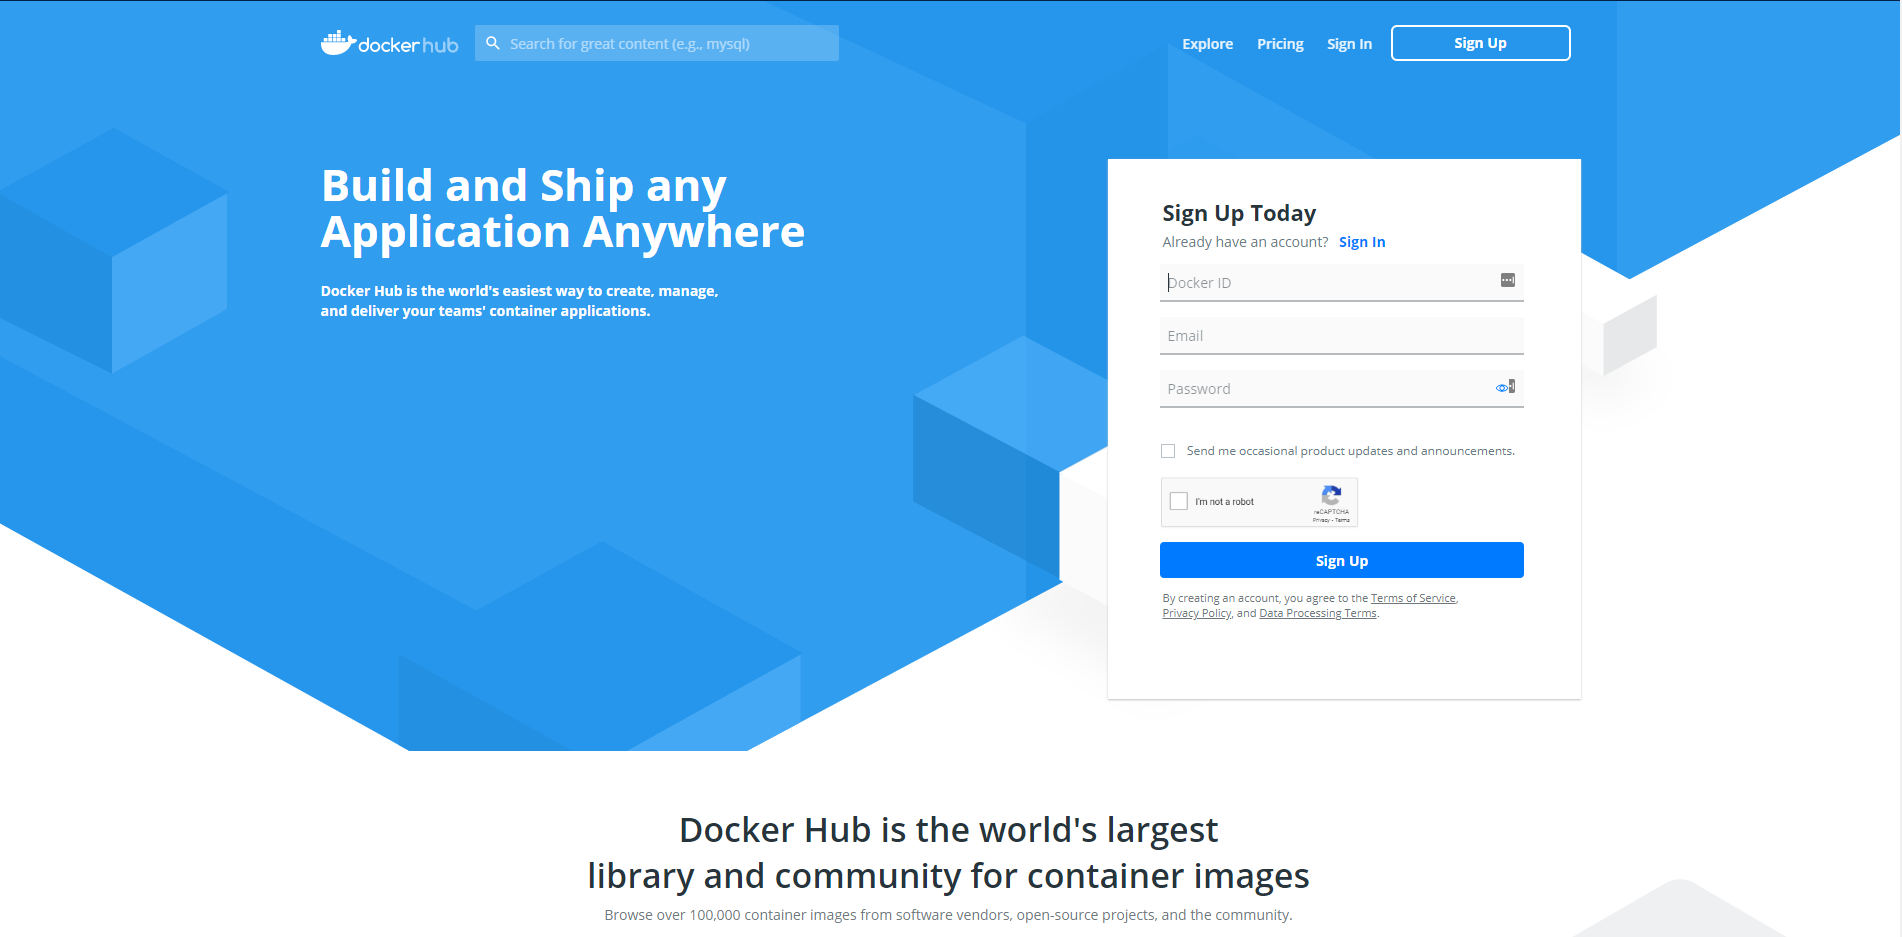 docker hub
Search for great content (e.g., mysql)
Explore
Pricing
Sign In
Sign Up
Build and Ship any
Application Anywhere
Docker Hub is the world's easiest way to create, manage,
and deliver your teams' container applications.
Sign Up Today
Already have an account? Sign In
Docker ID
Email
Password
Send me occasional product updates and announcements.
I'm not a robot
reCAPTCHA
Privacy - Terms
Sign Up
By creating an account, you agree to the Terms of Service,
Privacy Policy, and Data Processing Terms.
Docker Hub is the world's largest
library and community for container images
Browse over 100,000 container images from software vendors, open-source projects, and the community.